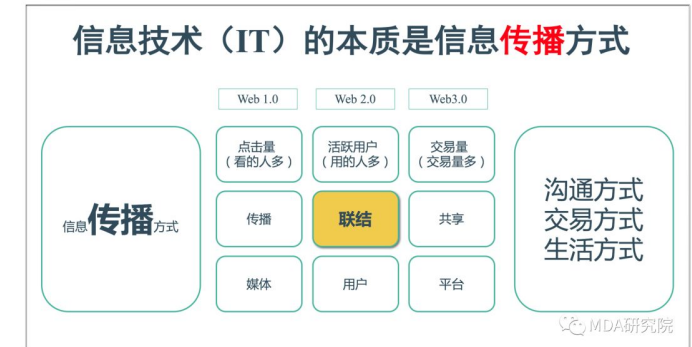 信息技术（IT）的本质是信息传播方式
Web 1.0
Web 2.0
Web3.0
点击量
（看的人多）
活跃用户
（用的人多）
交易量
（交易量多）
信息传播方式
传播
联结
共享
媒体
用户
平台
沟通方式
交易方式
生活方式
MDA研究院